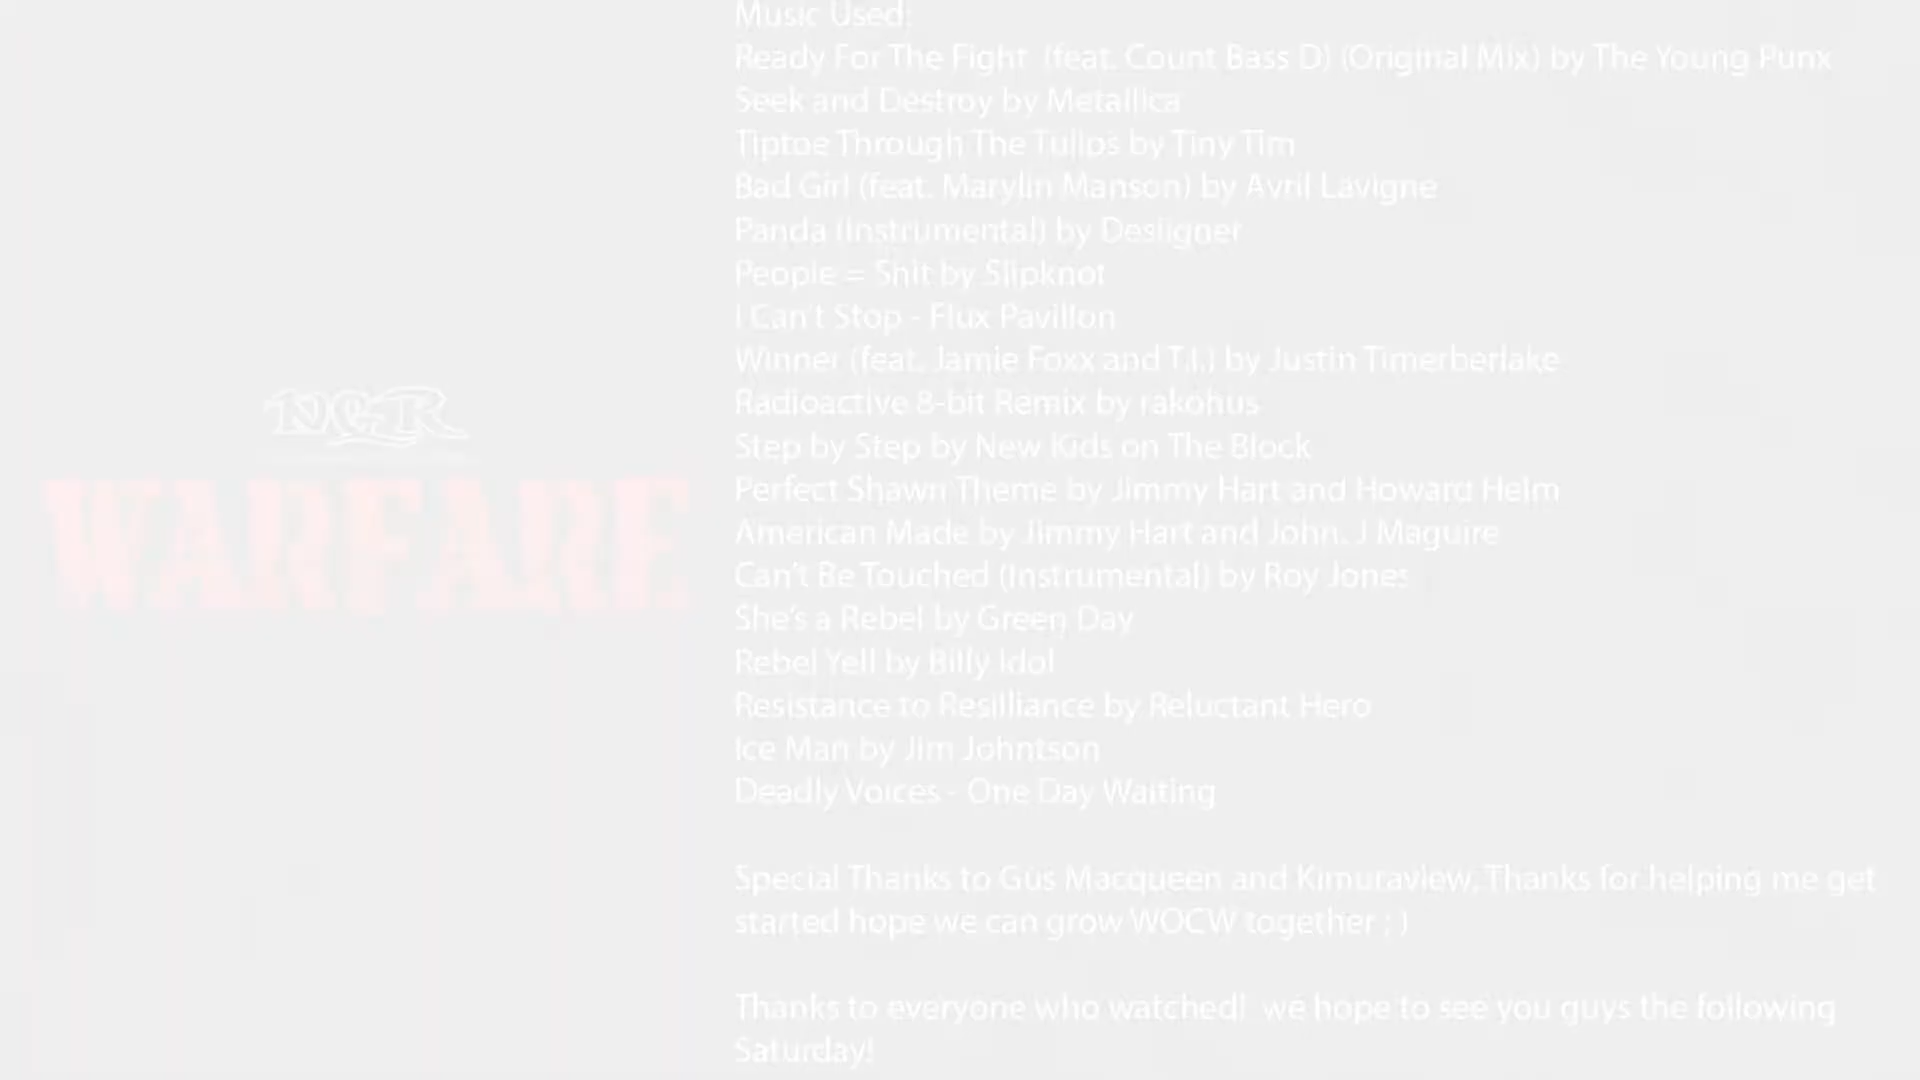 Music Used:
Ready For The Fight (feat. Count Bass D) (Original Mix) by The Young Punx
Seek and Destroy by Metallica
Tiptoe Through The Tulips by Tiny Tim
Bad Girl (feat. Marylin Manson) by Avril Lavigne
Panda (Instrumental) by Desiigner
People = Shit by Slipknot
I Can't Stop - Flux Pavillon
Winner (feat. Jamie Foxx and T.I.) by Justin Timerberlake
Radioactive 8-bit Remix by rakohus
Step by Step by New Kids on The Block
NGR
WARFARE
Perfect Shawn Theme by Jimmy Hart and Howard Helm
American Made by Jimmy Hart and John. J Maguire
Can't Be Touched (Instrumental) by Roy Jones
She's a Rebel by Green Day
Rebel Yell by Billy Idol
Resistance to Resilliance by Reluctant Hero
Ice Man by Jim Johntson
Deadly Voices - One Day Waiting
Special Thanks to Gus Macqueen and Kimuraview. Thanks for helping me get
started hope we can grow WOCW together ; )
Thanks to everyone who watched! we hope to see you guys the following
Saturday!